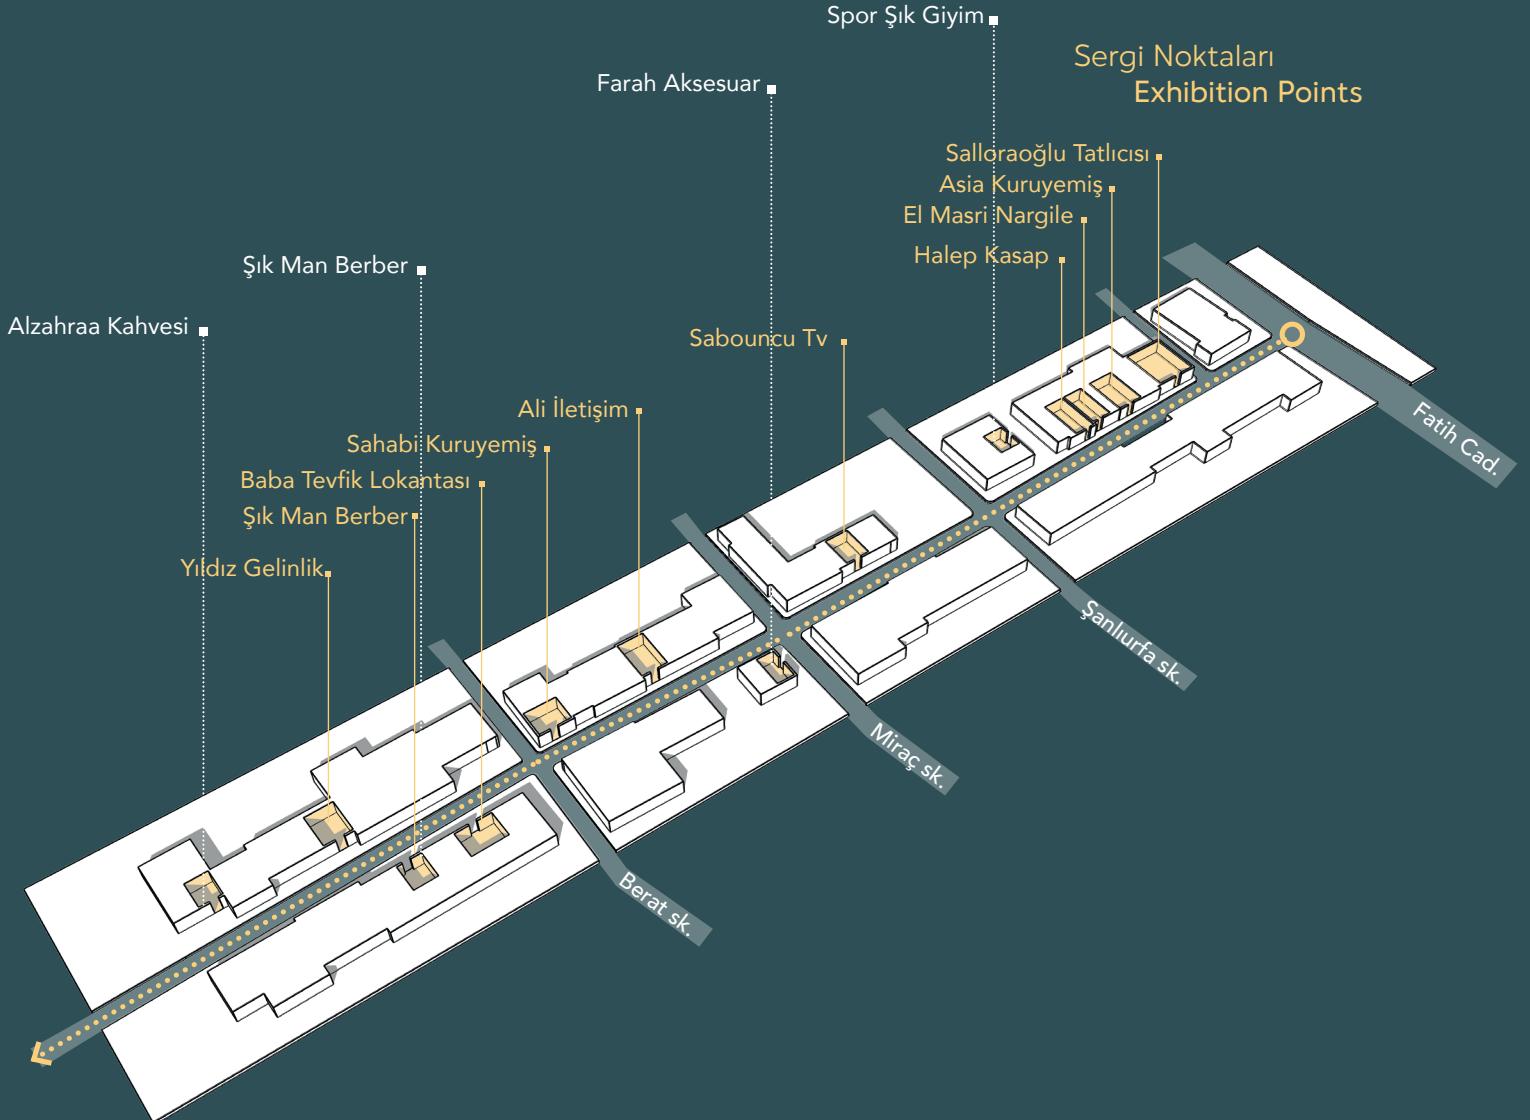 Spor Şık Giyim
Sergi Noktaları
Exhibition Points
Farah Aksesuar
Salloraoğlu Tatlıcısı
Asia Kuruyemiş
El Masri Nargile
Halep Kasap
Şık Man Berber
Alzahraa Kahvesi
Sabouncu Tv
Ali İletişim
Sahabi Kuruyemiş
Baba Tevfik Lokantası
Şık Man Berber
Yıldız Gelinlik
Fatih Cad.
Şanlıurfa sk.
Miraç sk.
Berat sk.